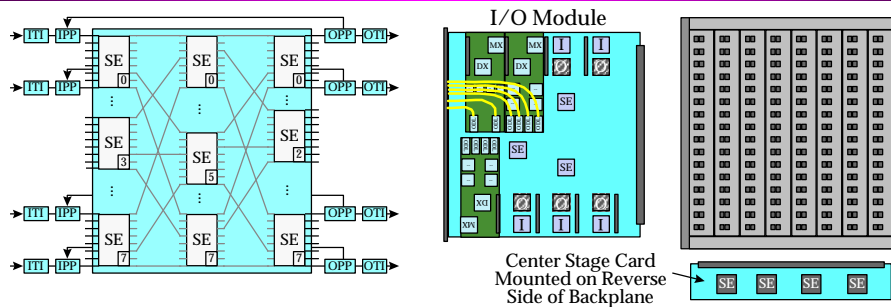 I/O Module
ITI IPP SE 0 SE 0 SE 0 OPP OTI
ITI IPP OPP OTI
... ... ...
SE 3 SE 5 SE 2
... ... ...
ITI IPP OPP OTI
ITI IPP SE 7 SE 7 SE 7 OPP OTI
MX MX I I
DX DX
SE
SE
SE
DX
MX I I I
Center Stage Card
Mounted on Reverse
Side of Backplane
SE SE SE SE